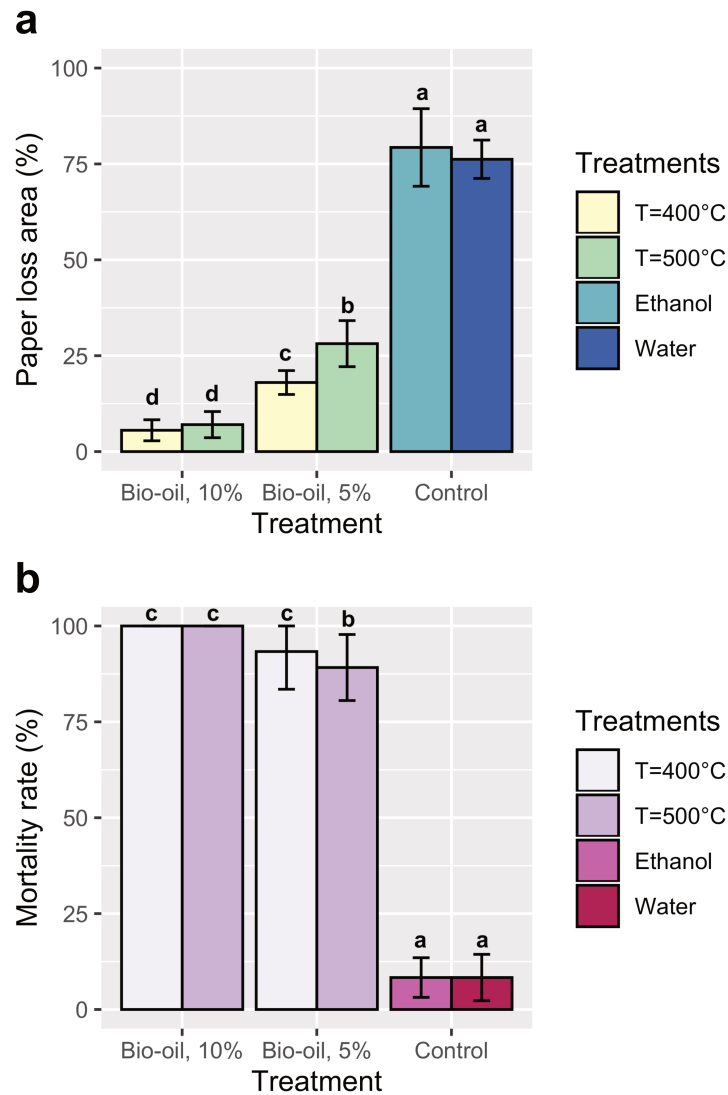 a
Paper loss area (%)
100
75
50
25
0
d
d
c
b
a
a
Bio-oil, 10%
Bio-oil, 5%
Control
Treatment
Treatments
T=400°C
T=500°C
Ethanol
Water
b
Mortality rate (%)
100
75
50
25
0
c
c
c
b
a
a
Bio-oil, 10%
Bio-oil, 5%
Control
Treatment
Treatments
T=400°C
T=500°C
Ethanol
Water